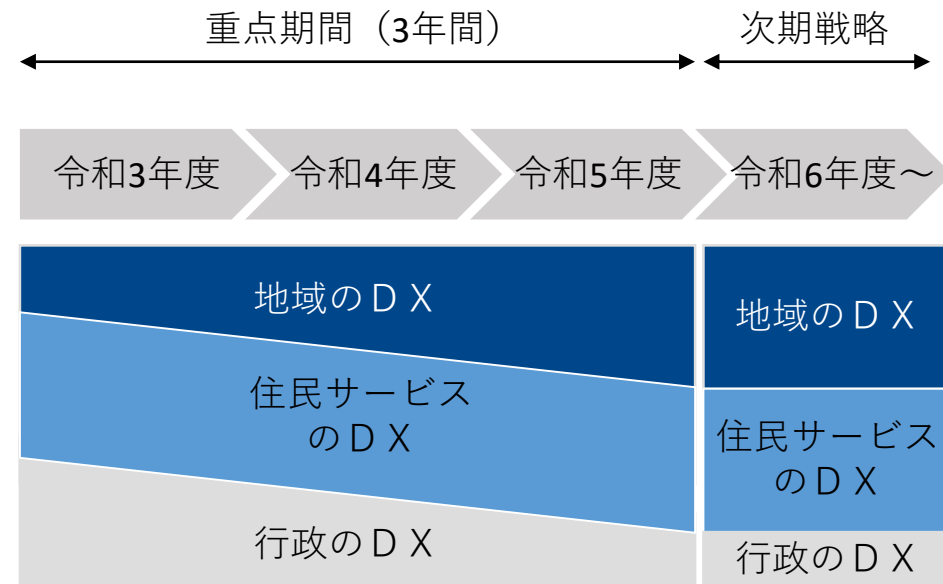 重点期間（3年間）
次期戦略
令和3年度
令和4年度
令和5年度
令和6年度～
地域のＤＸ
地域のＤＸ
住民サービス
のＤＸ
住民サービス
のＤＸ
行政のＤＸ
行政のＤＸ